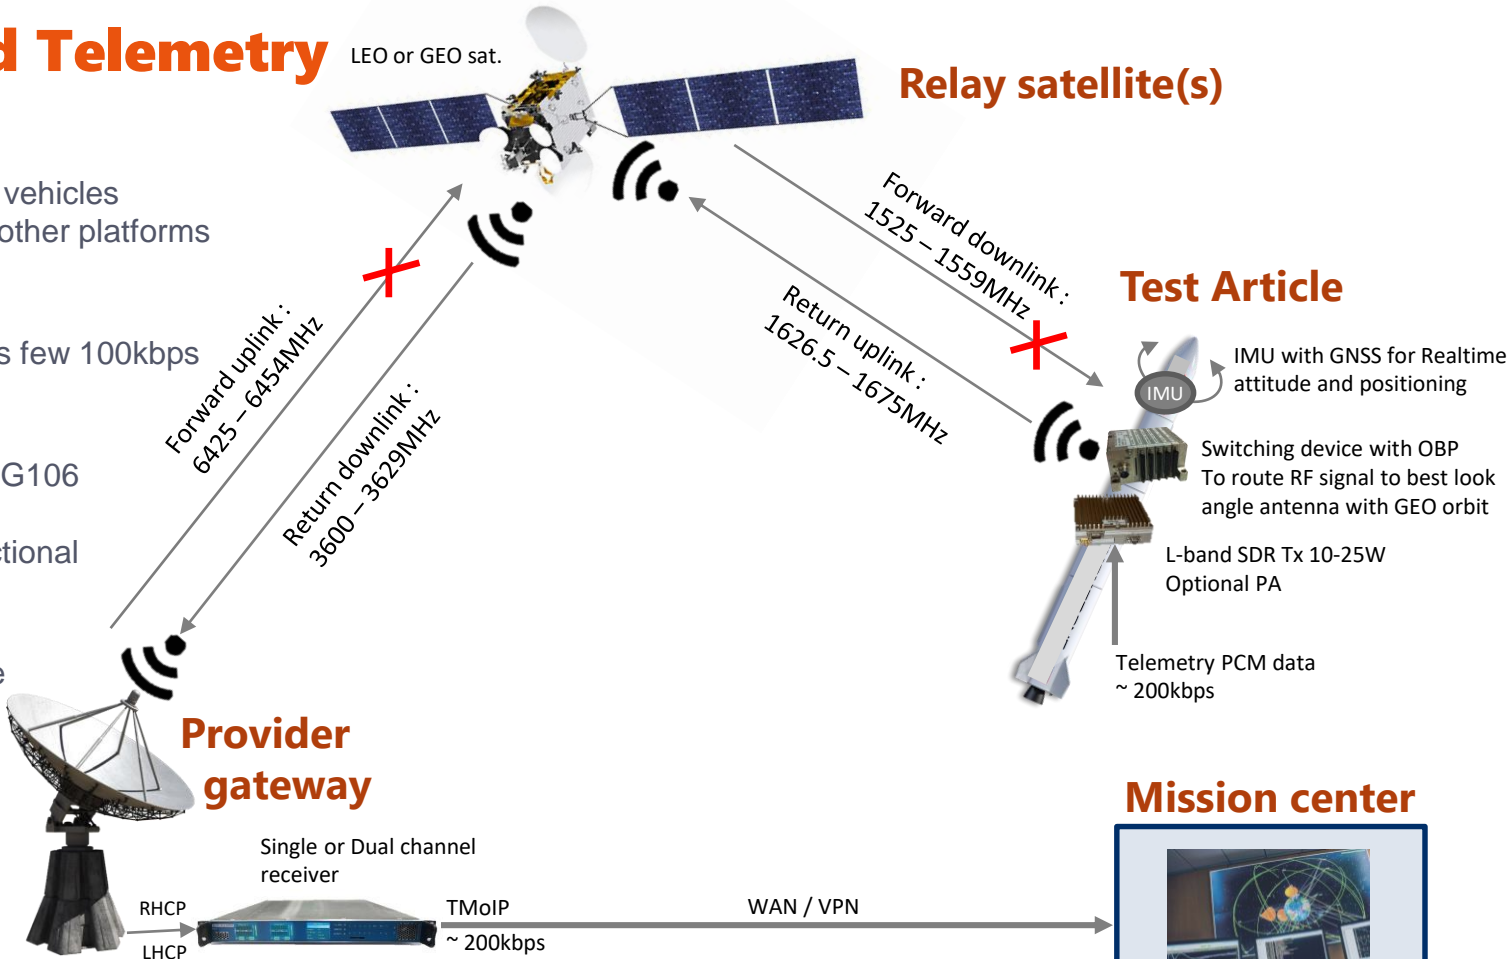 d Telemetry
LEO or GEO sat.
Relay satellite(s)
vehicles
other platforms
s few 100kbps
G106
ctional
e
Forward uplink :
6425 – 6454MHz
Return downlink :
3600 – 3629MHz
Forward downlink :
1525 – 1559MHz
Return uplink :
1626.5 – 1675MHz
Test Article
IMU
IMU with GNSS for Realtime
attitude and positioning
Switching device with OBP
To route RF signal to best look
angle antenna with GEO orbit
L-band SDR Tx 10-25W
Optional PA
Telemetry PCM data
~ 200kbps
Provider
gateway
Single or Dual channel
receiver
RHCP
LHCP
TMoIP
~ 200kbps
WAN / VPN
Mission center